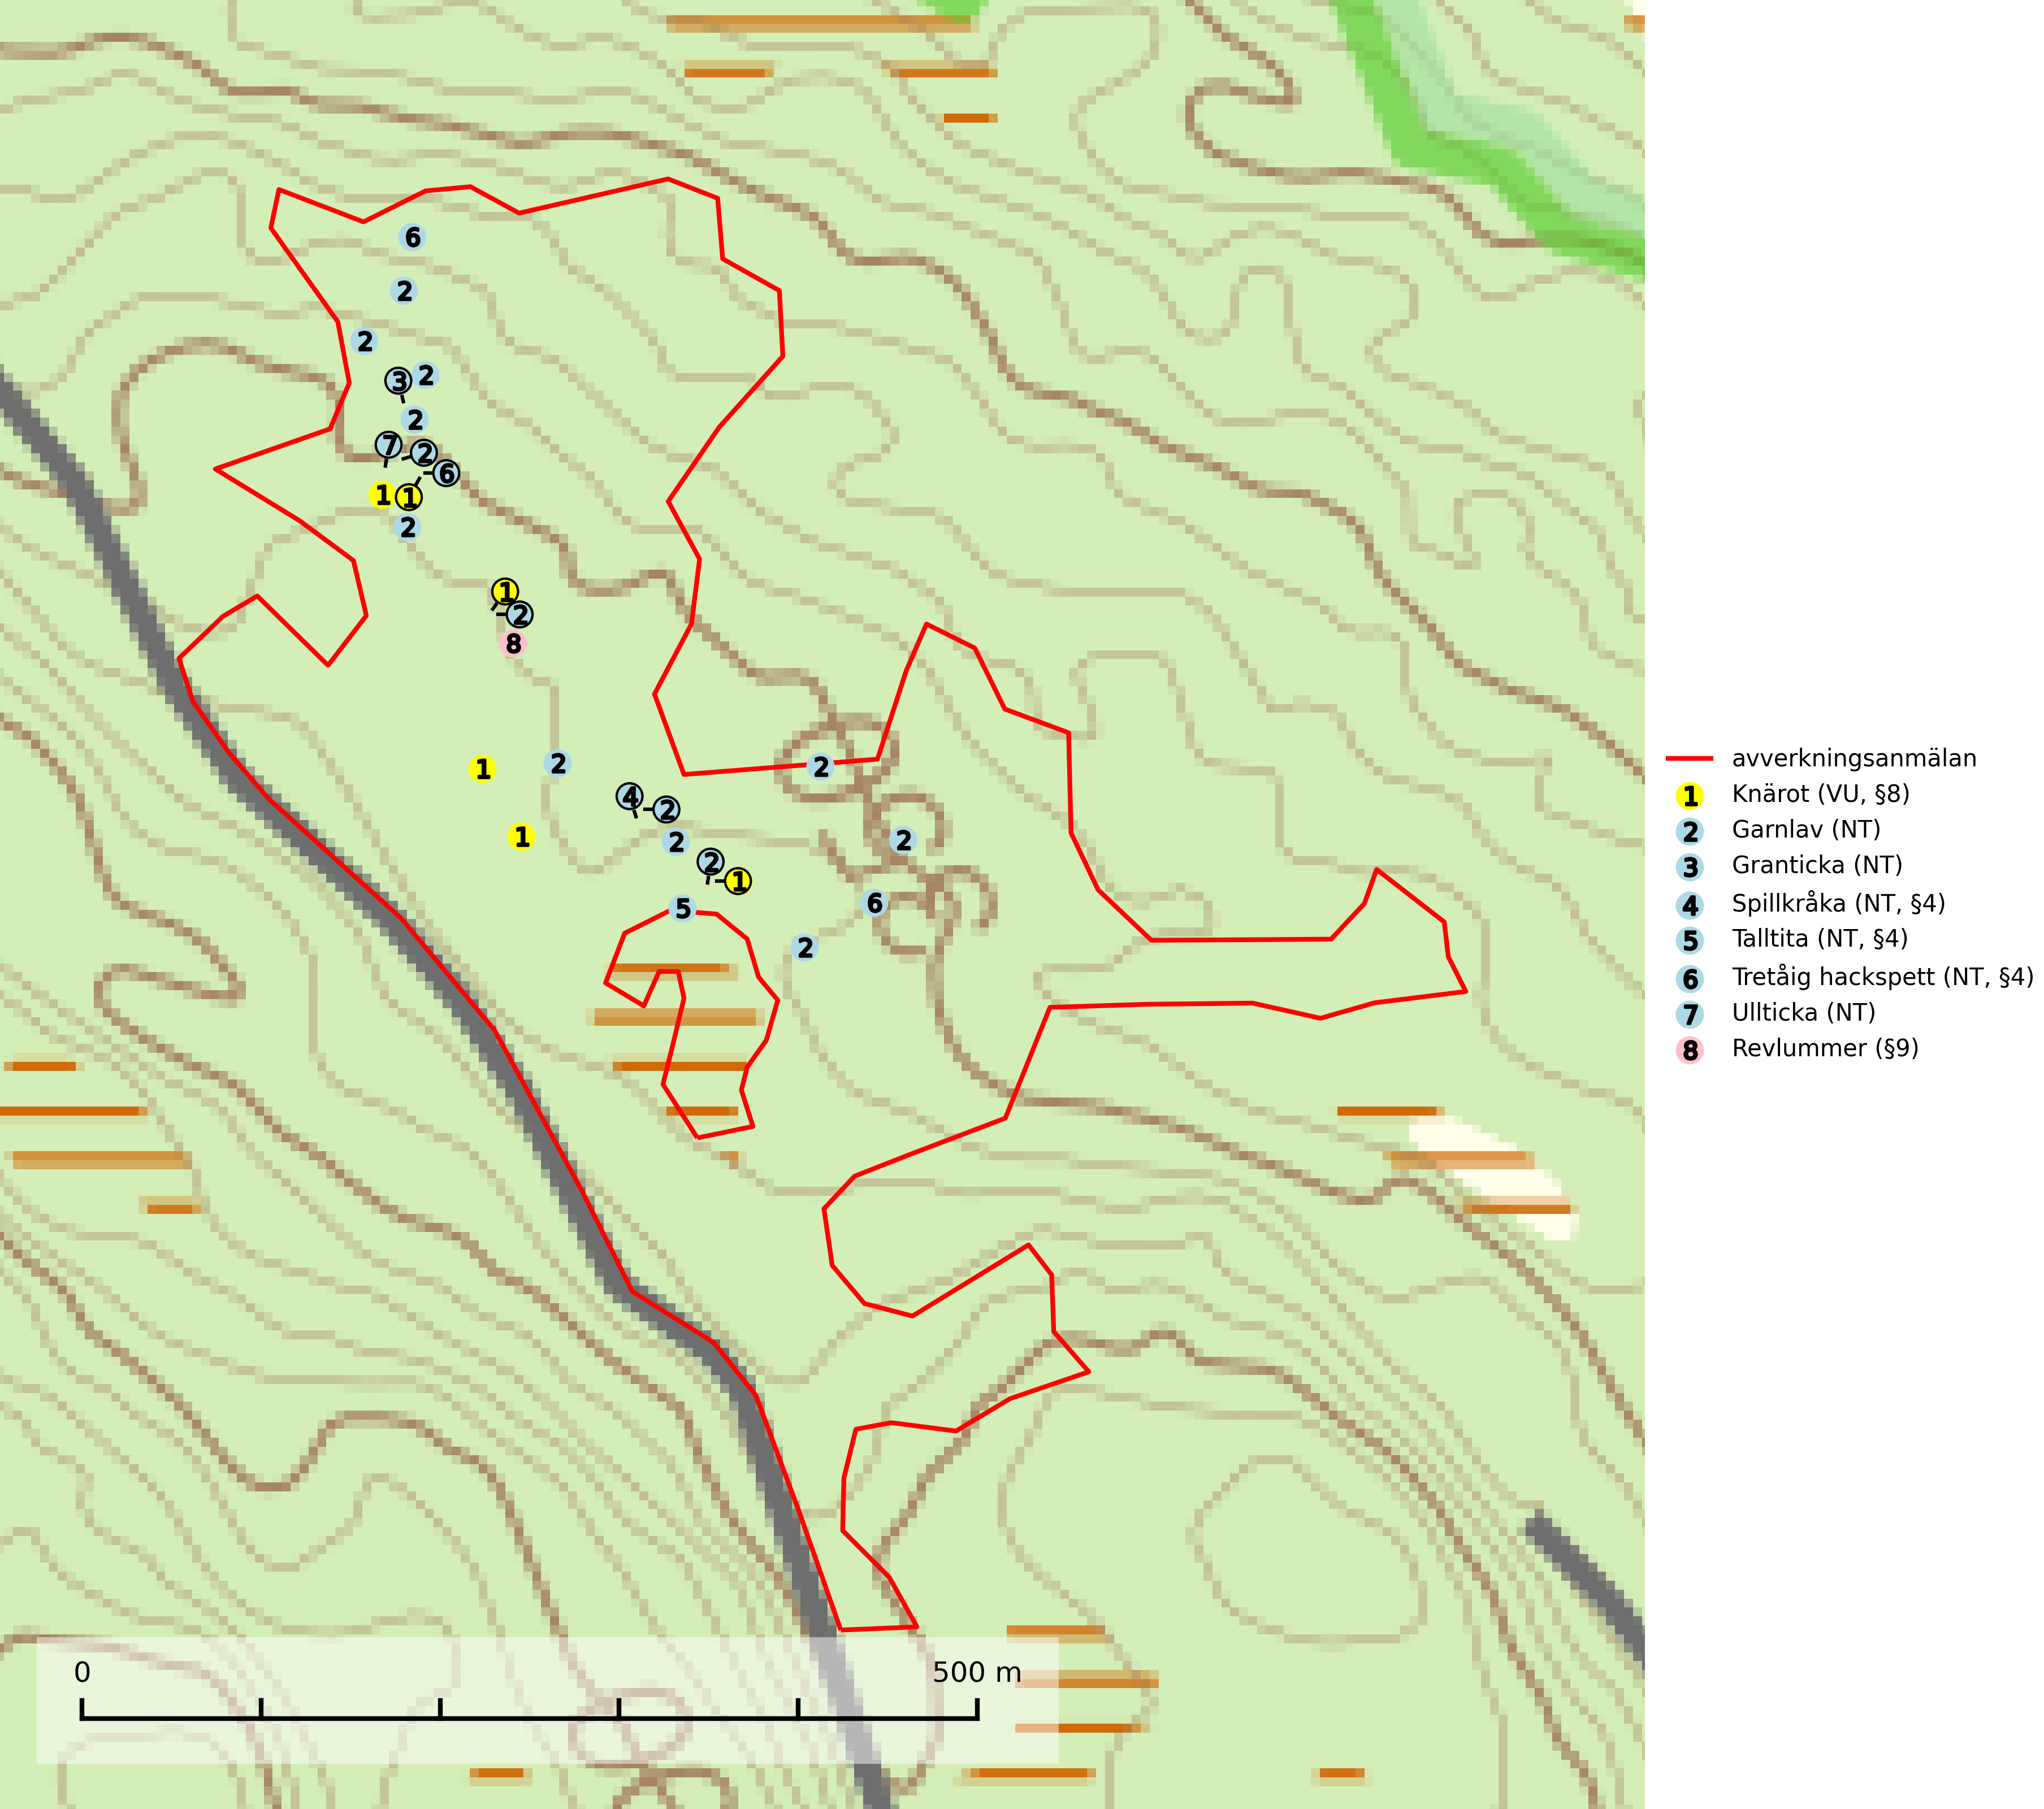 6
2
2
3 2
2
7 2
6
1 1
2
1
2
8
1 2 2
4 2
1 2 2
2 1
5 6
2
avverkningsanmälan
1 Knärot (VU, §8)
2 Garnlav (NT)
3 Granticka (NT)
4 Spillkråka (NT, §4)
5 Talltita (NT, §4)
6 Tretåig hackspett (NT, §4)
7 Ullticka (NT)
8 Revlummer (§9)
0 500 m